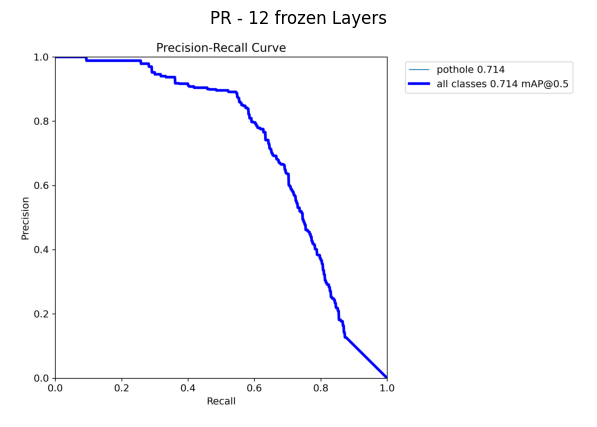 PR - 12 frozen Layers
Precision-Recall Curve
pothole 0.714
all classes 0.714 mAP@0.5
Precision
1.0
0.8
0.6
0.4
0.2
0.0
0.0 0.2 0.4 0.6 0.8 1.0
Recall